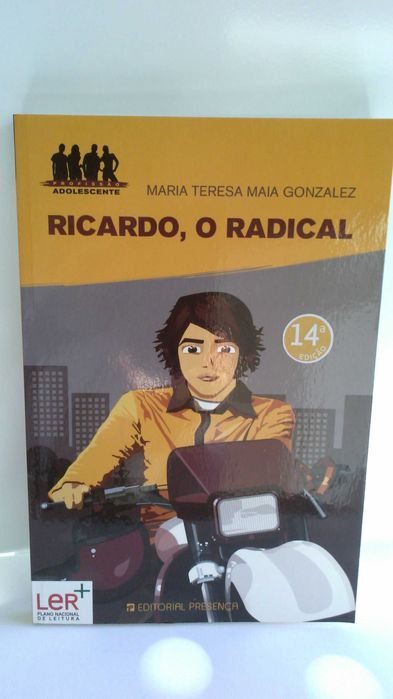 PROFISSÃO
ADOLESCENTE
MARIA TERESA MAIA GONZALEZ
RICARDO, O RADICAL
14ª
EDIÇÃO
LeR+
PLANO NACIONAL
DE LEITURA
EDITORIAL PRESENÇA